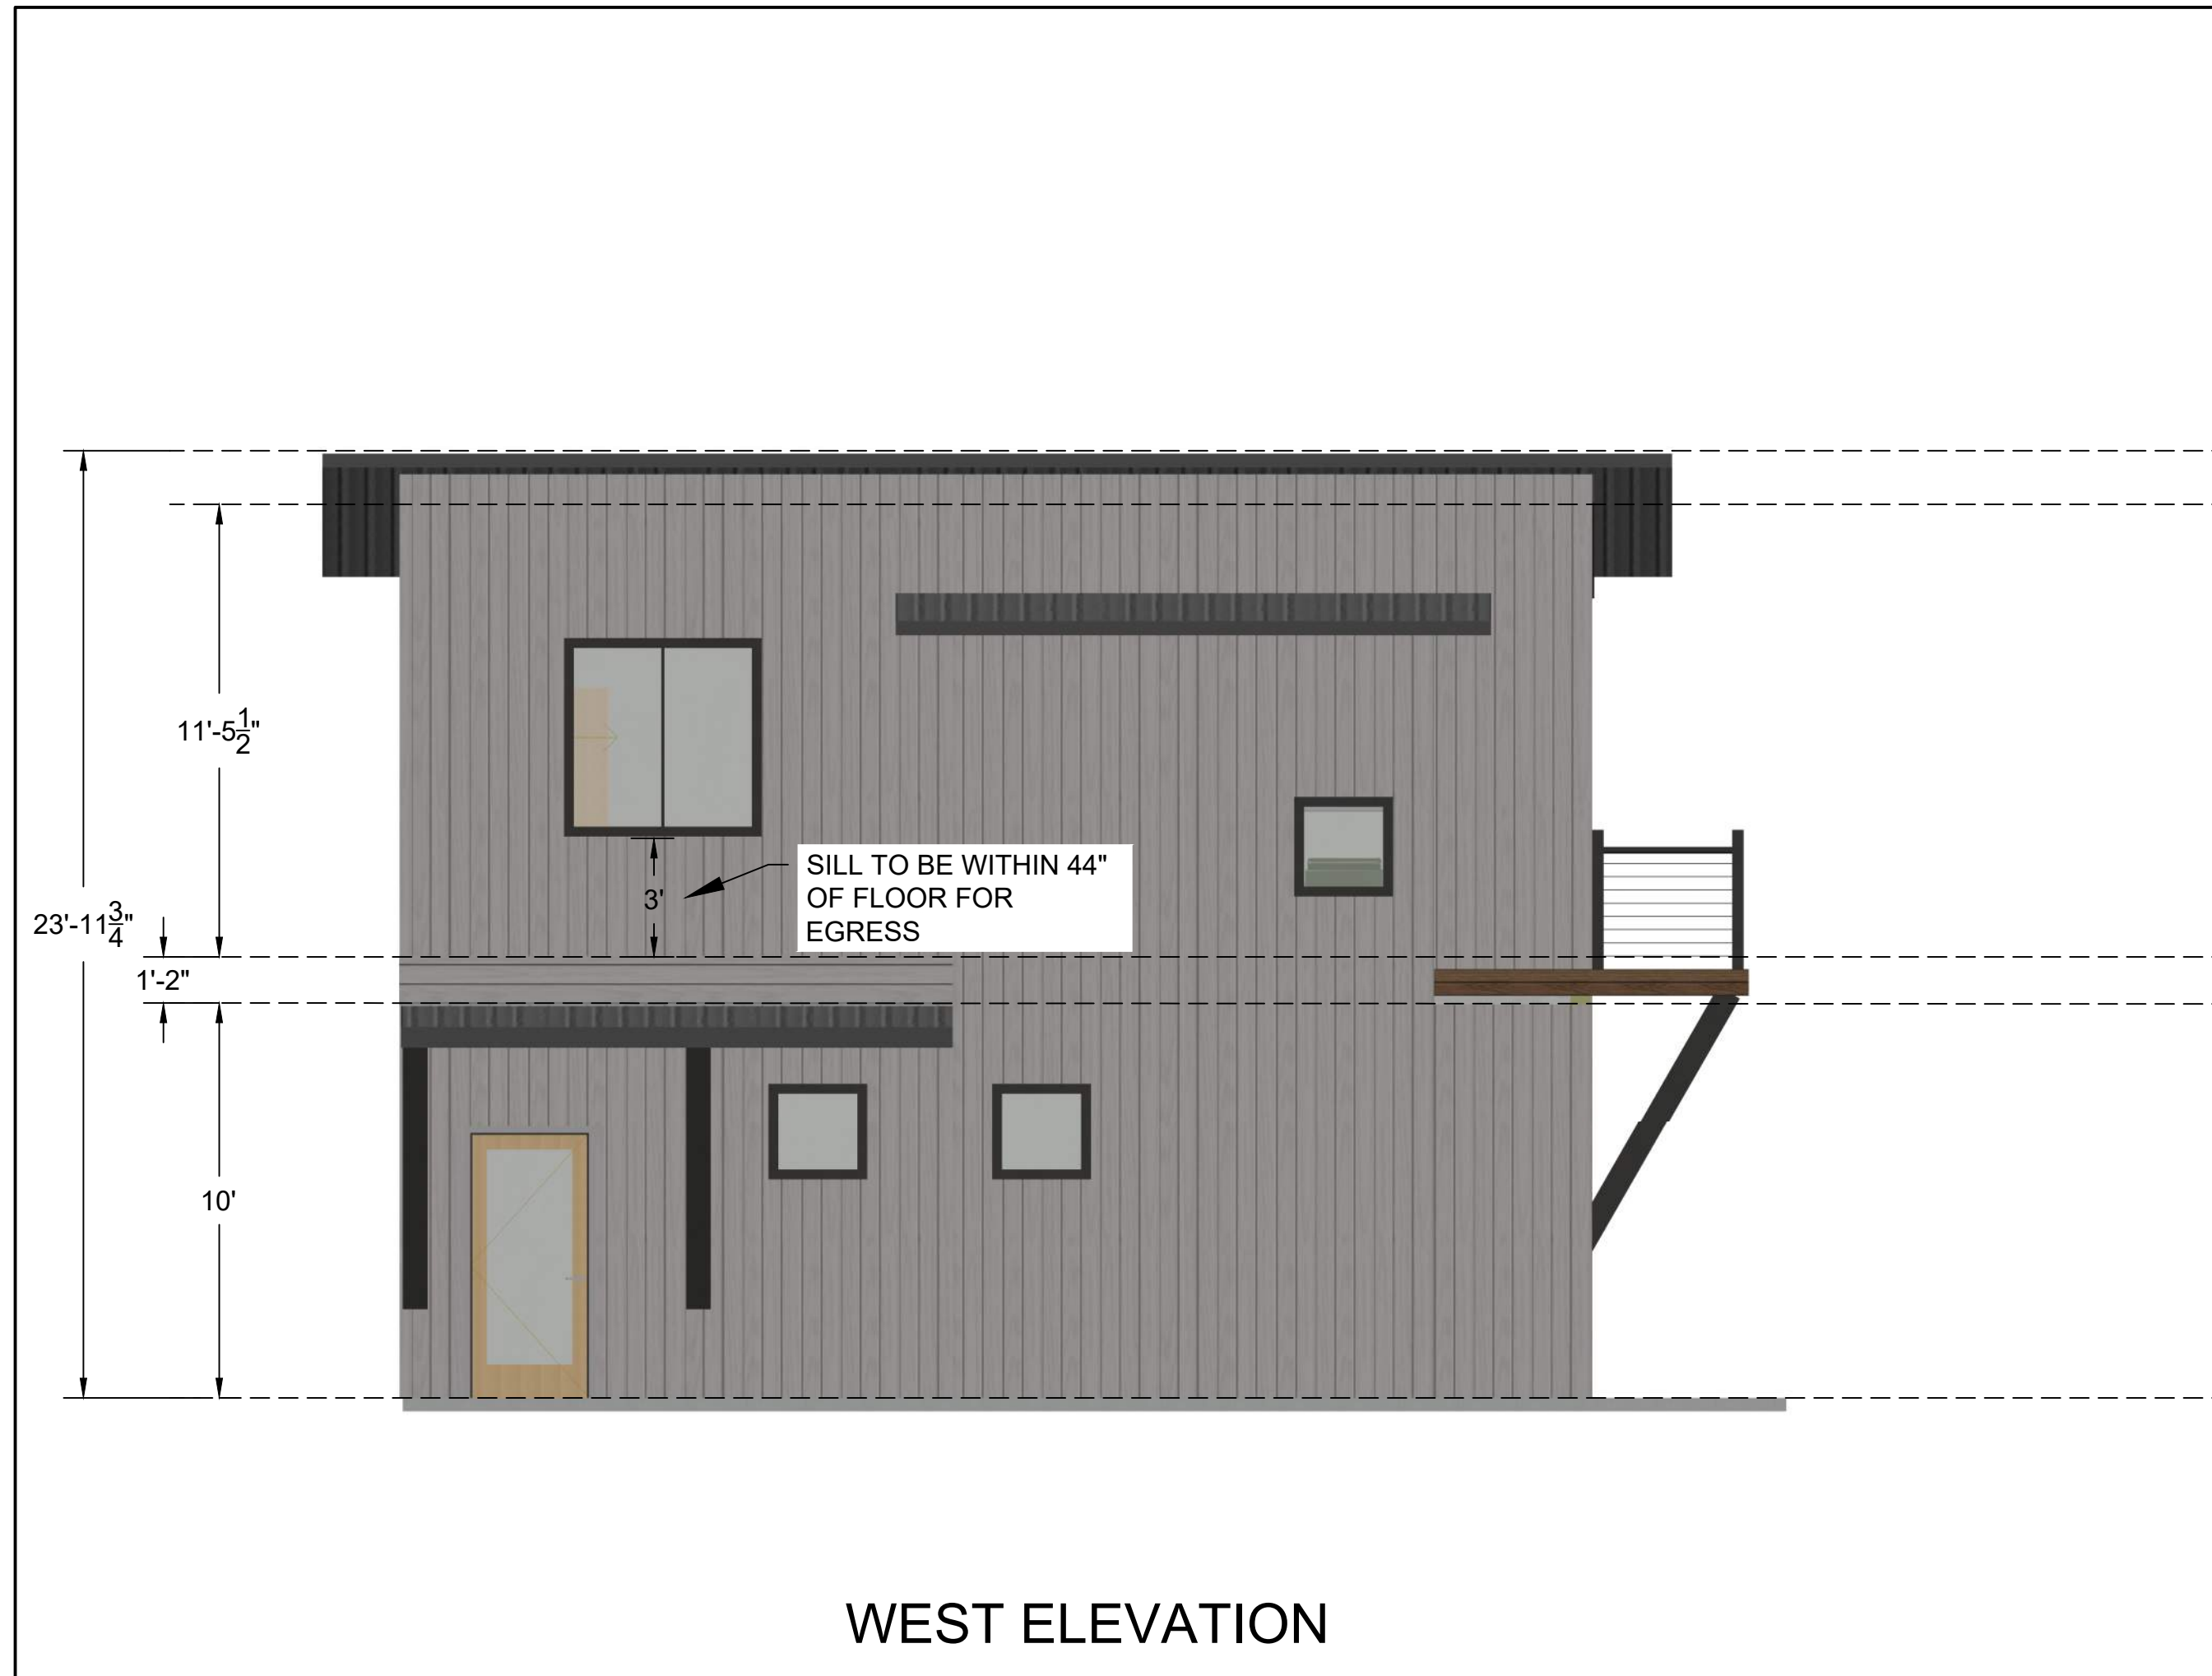 11'-5 1/2"
SILL TO BE WITHIN 44"
OF FLOOR FOR
EGRESS
3'
23'-11 3/4"
1'-2"
10'
WEST ELEVATION